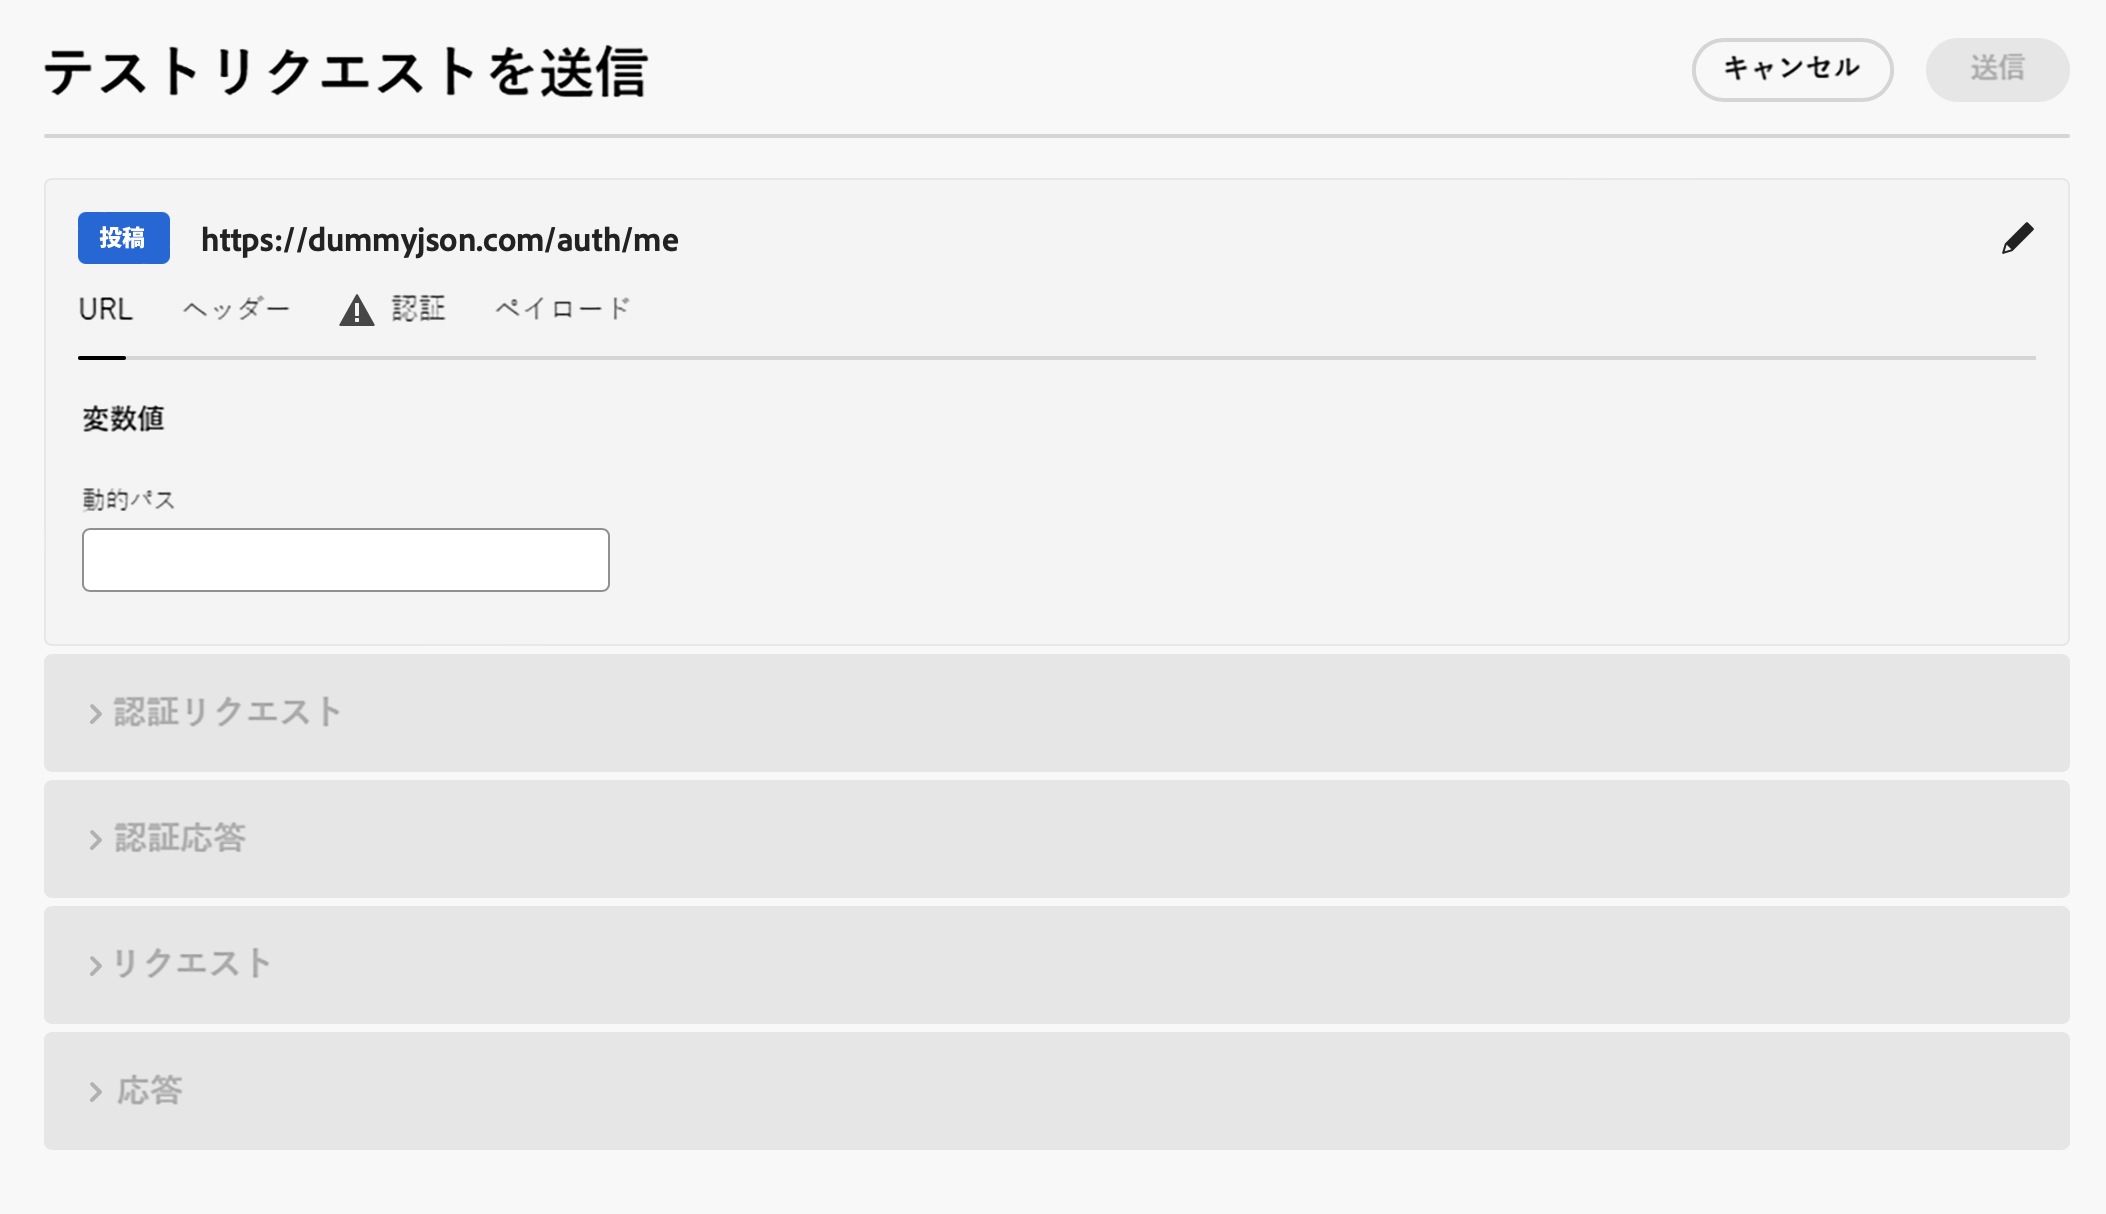 テストリクエストを送信
キャンセル
送信
投稿 https://dummyjson.com/auth/me
URL ヘッダー 認証 ペイロード
変数値
動的パス
認証リクエスト
認証応答
リクエスト
応答